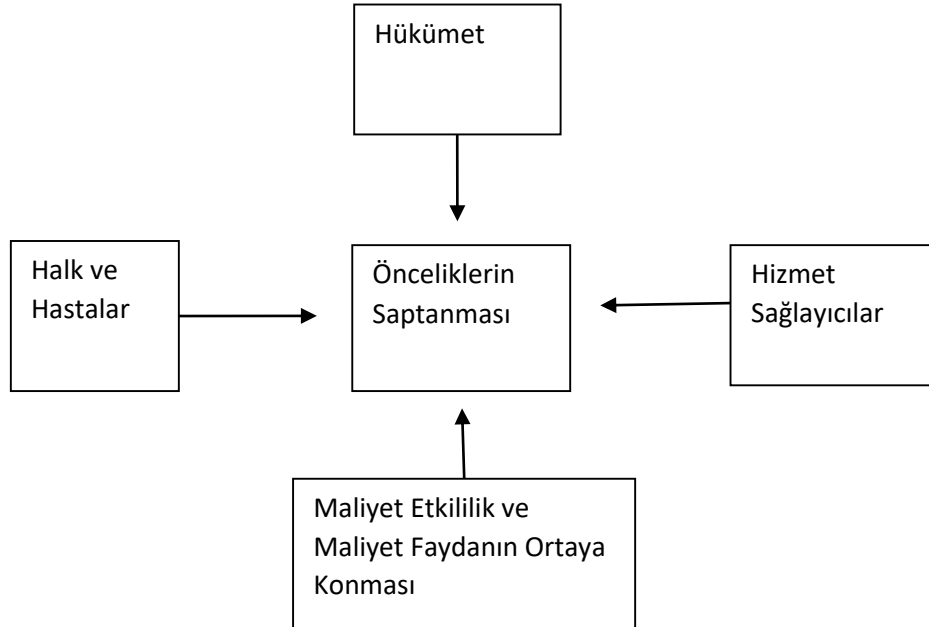 Hükümet
Halk ve
Hastalar
Önceliklerin
Saptanması
Hizmet
Sağlayıcılar
Maliyet Etkililik ve
Maliyet Faydanın Ortaya
Konması